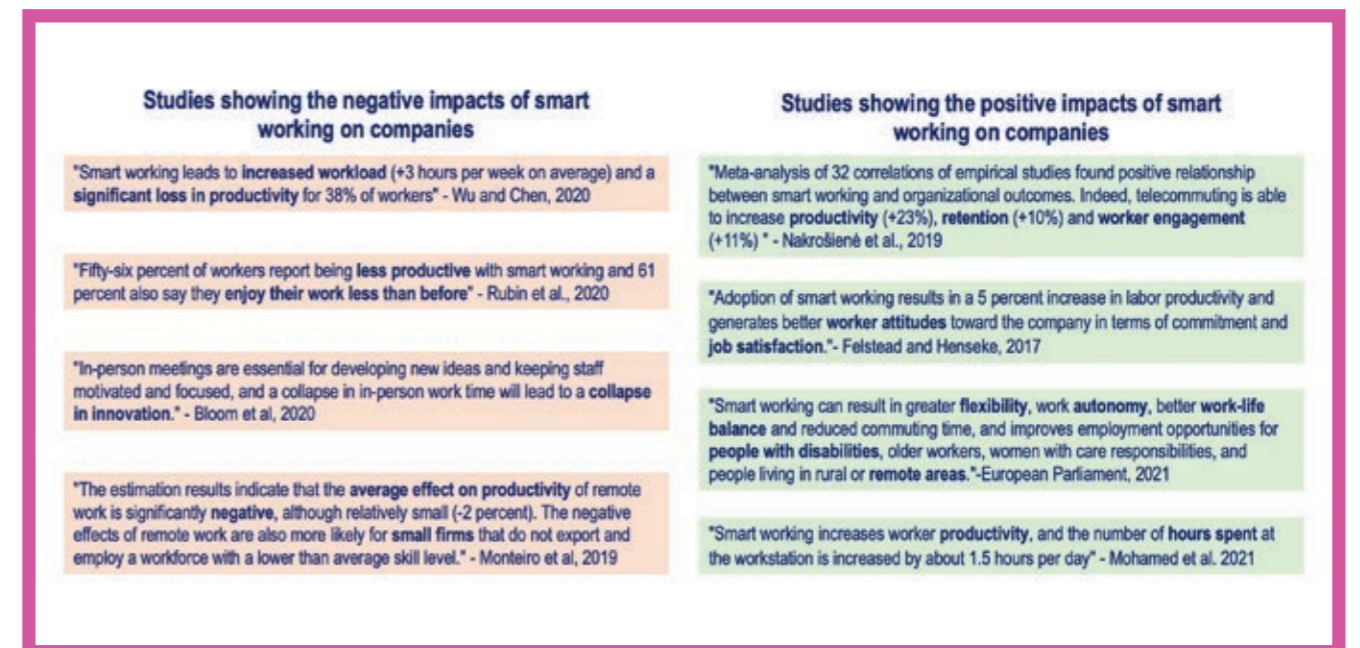 Studies showing the negative impacts of smart
working on companies
"Smart working leads to increased workload (+3 hours per week on average) and a
significant loss in productivity for 38% of workers" - Wu and Chen, 2020
"Fifty-six percent of workers report being less productive with smart working and 61
percent also say they enjoy their work less than before" - Rubin et al., 2020
"In-person meetings are essential for developing new ideas and keeping staff
motivated and focused, and a collapse in in-person work time will lead to a collapse
in innovation." - Bloom et al, 2020
"The estimation results indicate that the average effect on productivity of remote
work is significantly negative, although relatively small (-2 percent). The negative
effects of remote work are also more likely for small firms that do not export and
employ a workforce with a lower than average skill level." - Monteiro et al, 2019
Studies showing the positive impacts of smart
working on companies
"Meta-analysis of 32 correlations of empirical studies found positive relationship
between smart working and organizational outcomes. Indeed, telecommuting is able
to increase productivity (+23%), retention (+10%) and worker engagement
(+11%) " - Nakrošienė et al., 2019
"Adoption of smart working results in a 5 percent increase in labor productivity and
generates better worker attitudes toward the company in terms of commitment and
job satisfaction."- Felstead and Henseke, 2017
"Smart working can result in greater flexibility, work autonomy, better work-life
balance and reduced commuting time, and improves employment opportunities for
people with disabilities, older workers, women with care responsibilities, and
people living in rural or remote areas."-European Parliament, 2021
"Smart working increases worker productivity, and the number of hours spent at
the workstation is increased by about 1.5 hours per day" - Mohamed et al. 2021